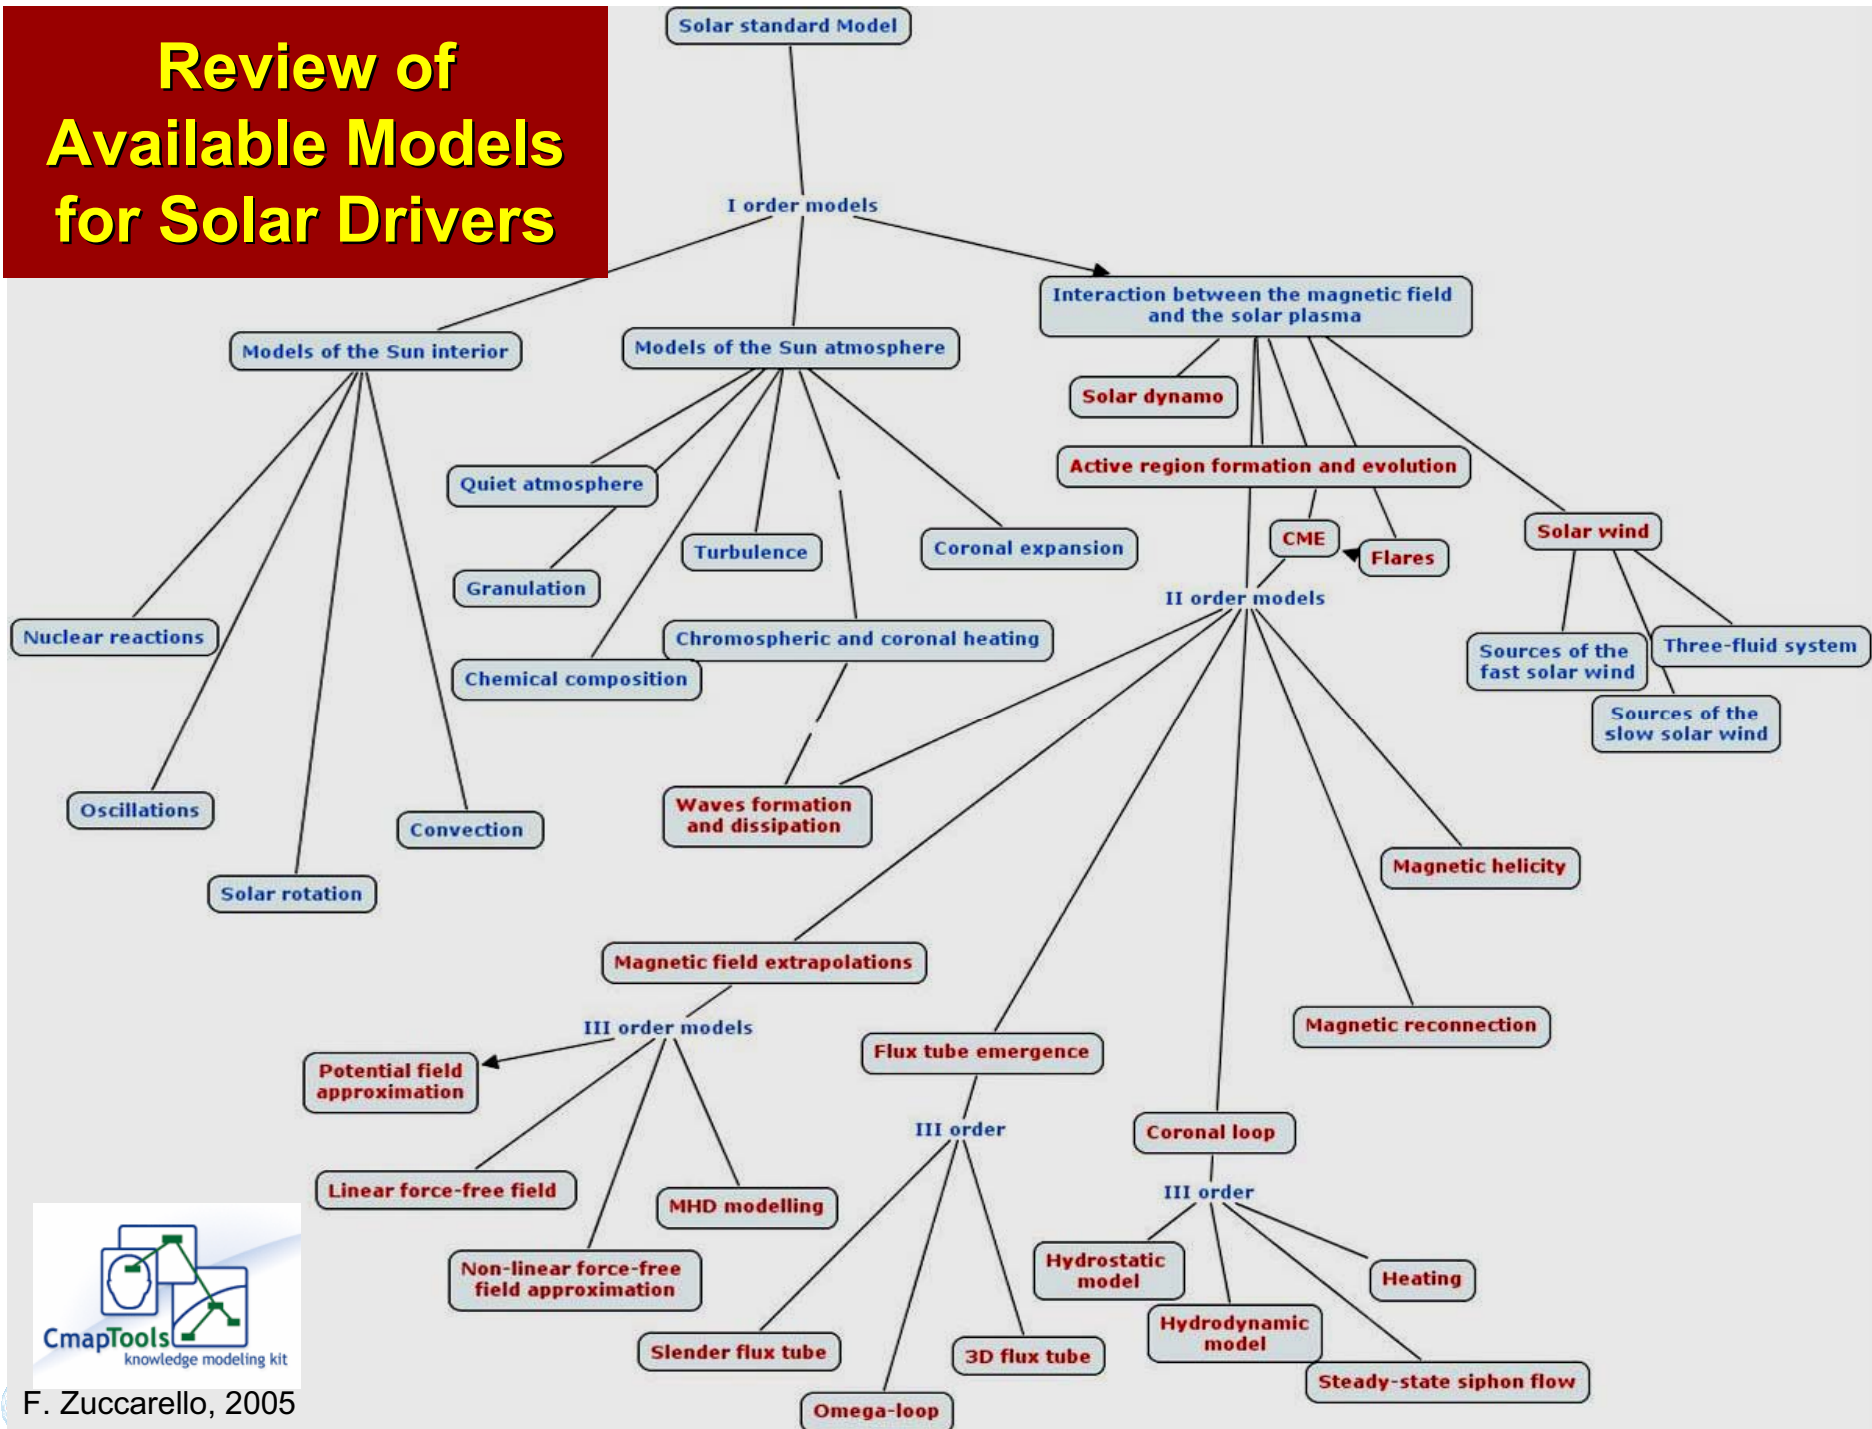 Review of
Available Models
for Solar Drivers
Solar standard Model
I order models
Interaction between the magnetic field
and the solar plasma
Models of the Sun interior
Models of the Sun atmosphere
Solar dynamo
Active region formation and evolution
Quiet atmosphere
CME
Flares
Solar wind
Turbulence
Coronal expansion
Granulation
II order models
Nuclear reactions
Chromospheric and coronal heating
Chemical composition
Sources of the
fast solar wind
Three-fluid system
Sources of the
slow solar wind
Oscillations
Convection
Waves formation
and dissipation
Solar rotation
Magnetic helicity
Magnetic field extrapolations
III order models
Magnetic reconnection
Potential field
approximation
Flux tube emergence
III order
Coronal loop
III order
Linear force-free field
MHD modelling
Non-linear force-free
field approximation
Hydrostatic
model
Heating
Hydrodynamic
model
Slender flux tube
3D flux tube
Steady-state siphon flow
Omega-loop
CmapTools
knowledge modeling kit
F. Zuccarello, 2005